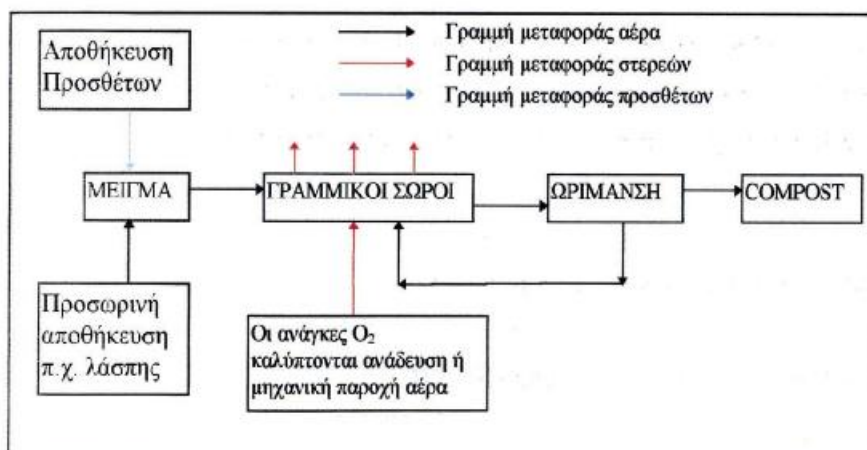 Αποθήκευση
Προσθέτων
Γραμμή μεταφοράς αέρα
Γραμμή μεταφοράς στερεών
Γραμμή μεταφοράς προσθέτων
ΜΕΙΓΜΑ
ΓΡΑΜΜΙΚΟΙ ΣΩΡΟΙ
ΩΡΙΜΑΝΣΗ
COMPOST
Προσωρινή
αποθήκευση
π.χ. λάσπης
Οι ανάγκες O₂
καλύπτονται ανάδευση ή
μηχανική παροχή αέρα